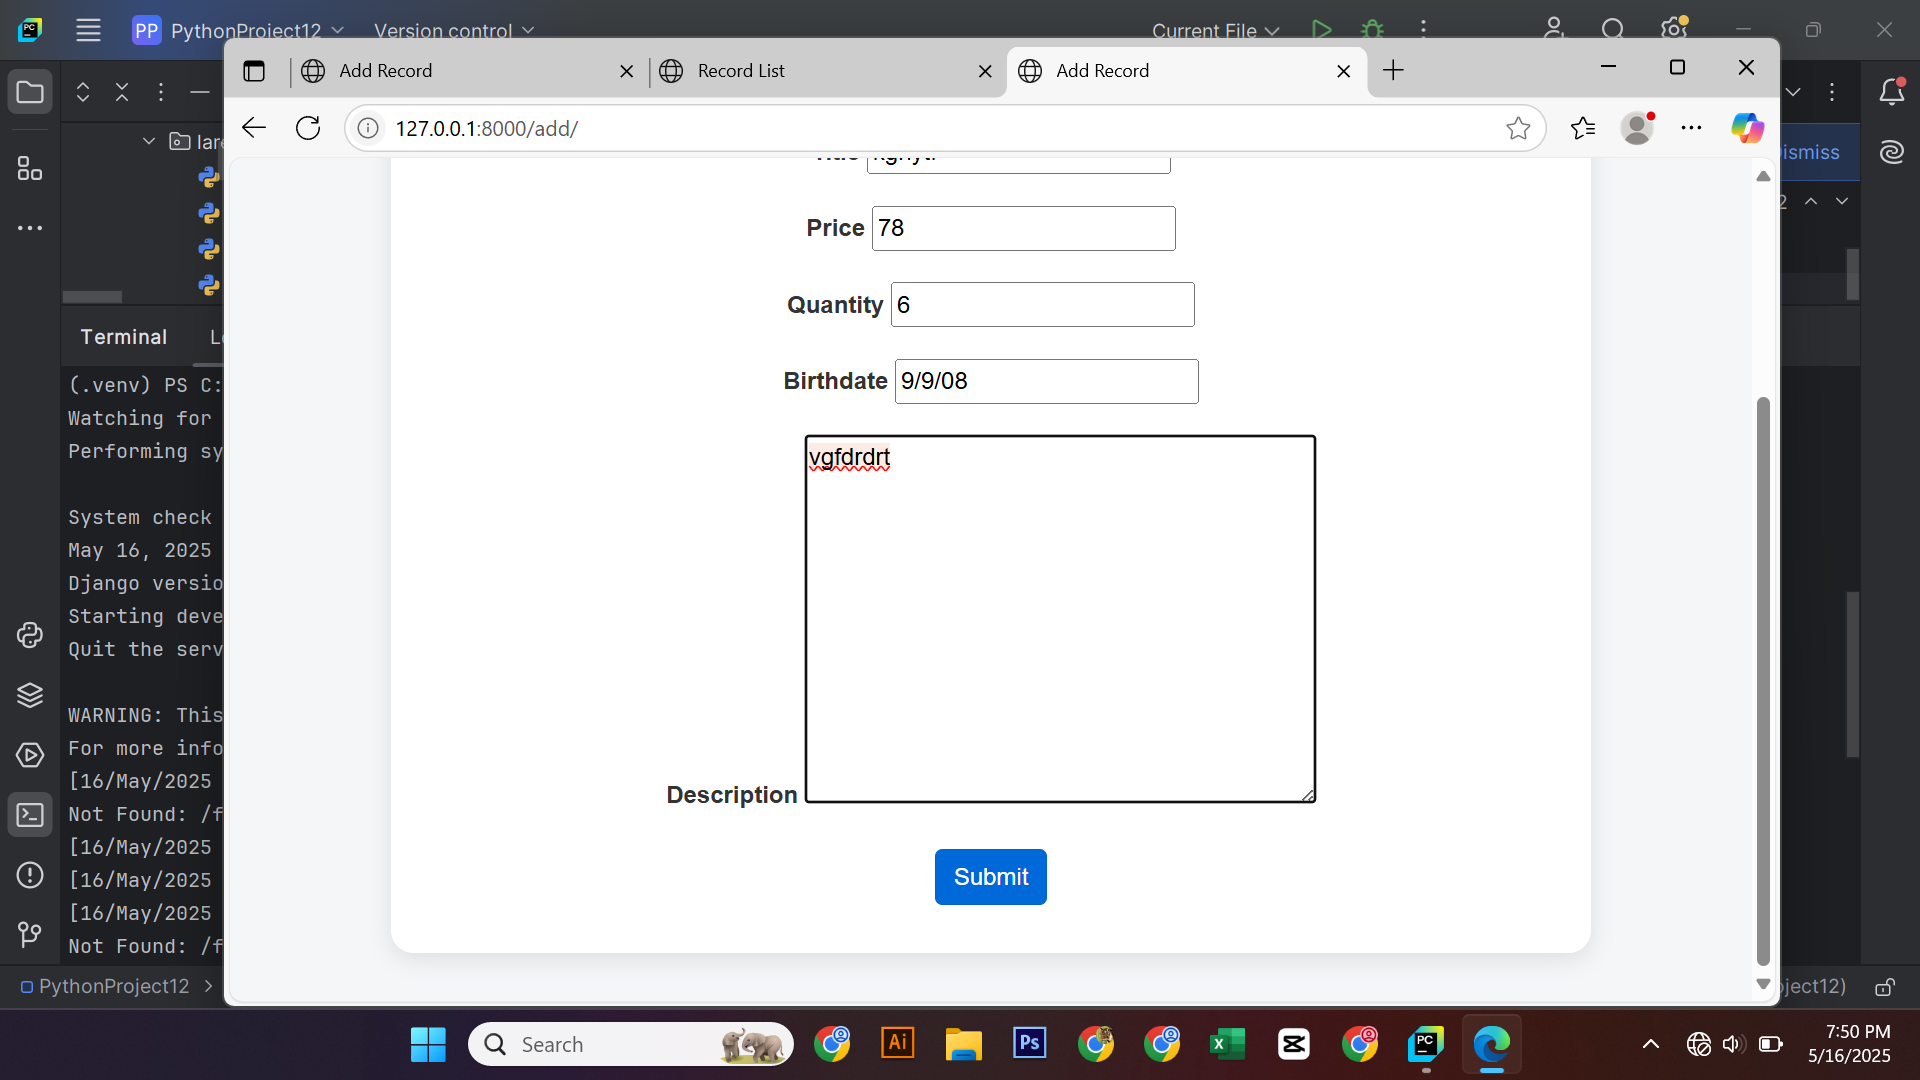 PP PythonProject12
Version control
Current File
Add Record
Record List
Add Record
127.0.0.1:8000/add/
Price 78
Quantity 6
Birthdate 9/9/08
vgfdrdrt
Description
Submit
Terminal
(.venv) PS C:
Watching for
Performing sy
System check
May 16, 2025
Django versio
Starting deve
Quit the serv
WARNING: This
For more info
[16/May/2025
Not Found: /f
[16/May/2025
[16/May/2025
[16/May/2025
Not Found: /f
PythonProject12
ject12)
Search
Ai
Ps
PC
7:50 PM
5/16/2025